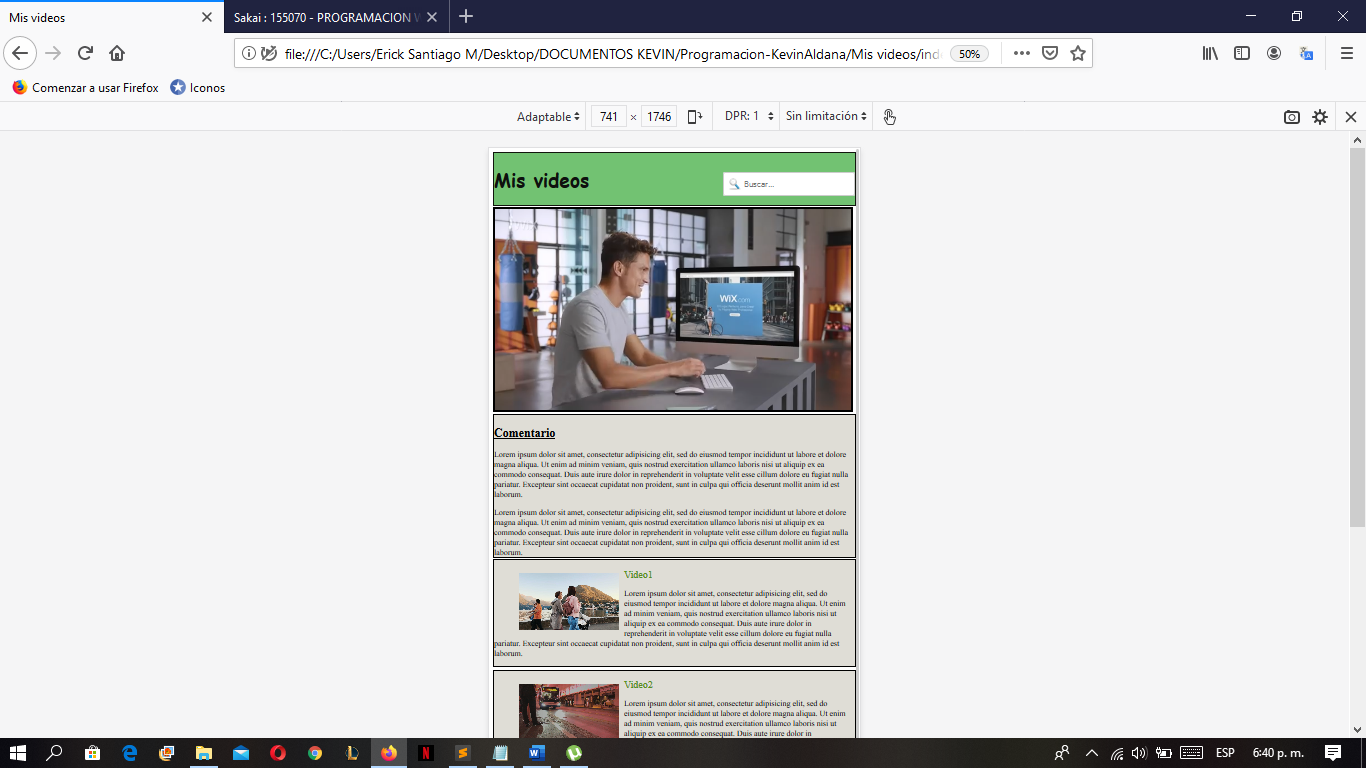 Mis videos
Sakai : 155070 - PROGRAMACION W
file:///C:/Users/Erick Santiago M/Desktop/DOCUMENTOS KEVIN/Programacion-KevinAldana/Mis videos/ind
50%
Comenzar a usar Firefox
Iconos
Adaptable
741 × 1746
DPR: 1
Sin limitación
Mis videos
Buscar...
WiX.com
Comentario
Lorem ipsum dolor sit amet, consectetur adipisicing elit, sed do eiusmod tempor incididunt ut labore et dolore
magna aliqua. Ut enim ad minim veniam, quis nostrud exercitation ullamco laboris nisi ut aliquip ex ea
commodo consequat. Duis aute irure dolor in reprehenderit in voluptate velit esse cillum dolore eu fugiat nulla
pariatur. Excepteur sint occaecat cupidatat non proident, sunt in culpa qui officia deserunt mollit anim id est
laborum.
Lorem ipsum dolor sit amet, consectetur adipisicing elit, sed do eiusmod tempor incididunt ut labore et dolore
magna aliqua. Ut enim ad minim veniam, quis nostrud exercitation ullamco laboris nisi ut aliquip ex ea
commodo consequat. Duis aute irure dolor in reprehenderit in voluptate velit esse cillum dolore eu fugiat nulla
pariatur. Excepteur sint occaecat cupidatat non proident, sunt in culpa qui officia deserunt mollit anim id est
laborum.
Video1
Lorem ipsum dolor sit amet, consectetur adipisicing elit, sed do
eiusmod tempor incididunt ut labore et dolore magna aliqua. Ut enim
ad minim veniam, quis nostrud exercitation ullamco laboris nisi ut
aliquip ex ea commodo consequat. Duis aute irure dolor in
reprehenderit in voluptate velit esse cillum dolore eu fugiat nulla
pariatur. Excepteur sint occaecat cupidatat non proident, sunt in culpa qui officia deserunt mollit anim id est
laborum.
Video2
Lorem ipsum dolor sit amet, consectetur adipisicing elit, sed do
eiusmod tempor incididunt ut labore et dolore magna aliqua. Ut enim
ad minim veniam, quis nostrud exercitation ullamco laboris nisi ut
aliquip ex ea commodo consequat. Duis aute irure dolor in
ESP
6:40 p. m.